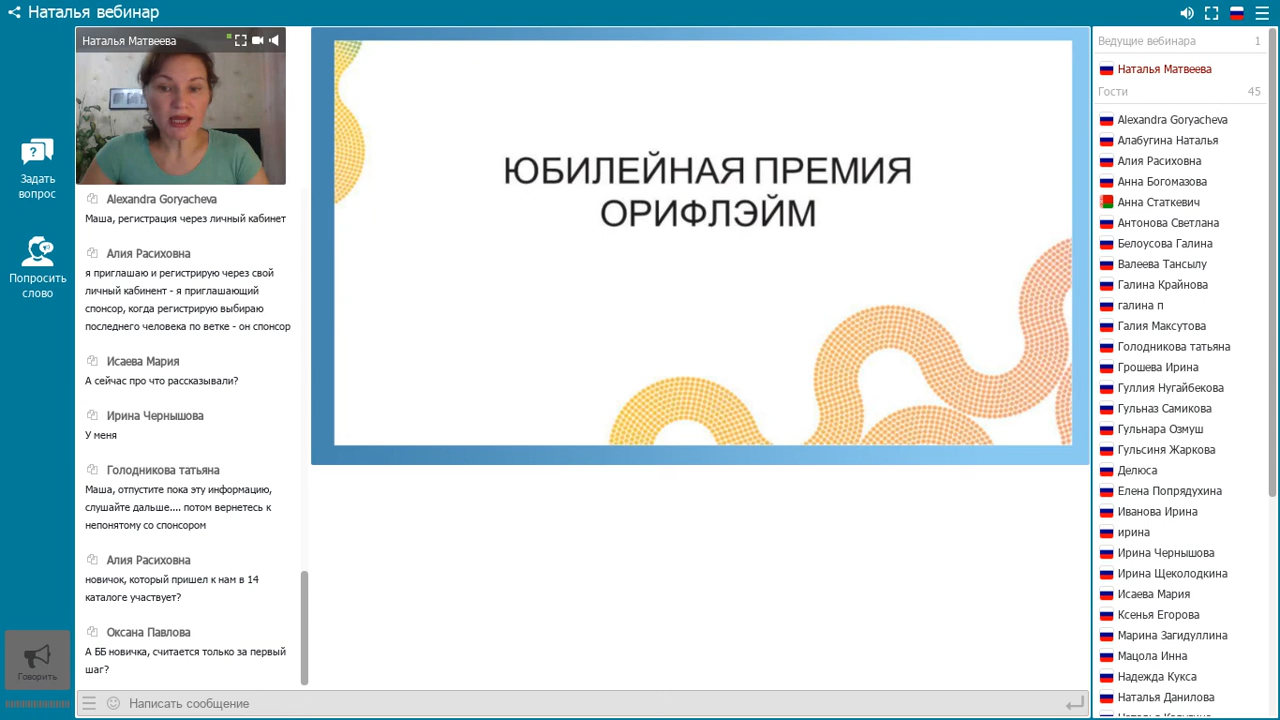 Наталья вебинар
Наталья Матвеева
Задать
вопрос
Попросить
слово
Говорить
Alexandra Goryacheva
Маша, регистрация через личный кабинет
Алия Расиховна
я приглашаю и регистрирую через свой
личный кабинент - я приглашающий
спонсор, когда регистрирую выбираю
последнего человека по ветке - он спонсор
Исаева Мария
А сейчас про что рассказывали?
Ирина Чернышова
У меня
Голодникова татьяна
Маша, отпустите пока эту информацию,
слушайте дальше.... потом вернетесь к
непонятому со спонсором
Алия Расиховна
новичок, который пришел к нам в 14
каталоге участвует?
Оксана Павлова
А ББ новичка, считается только за первый
шаг?
Написать сообщение
ЮБИЛЕЙНАЯ ПРЕМИЯ
ОРИФЛЭЙМ
Ведущие вебинара 1
Наталья Матвеева
Гости 45
Alexandra Goryacheva
Алабугина Наталья
Алия Расиховна
Анна Богомазова
Анна Статкевич
Антонова Светлана
Белоусова Галина
Валеева Тансылу
Галина Крайнова
галина п
Галия Максутова
Голодникова татьяна
Грошева Ирина
Гуллия Нугайбекова
Гульназ Самикова
Гульнара Озмуш
Гульсиня Жаркова
Делюса
Елена Попрядухина
Иванова Ирина
ирина
Ирина Чернышова
Ирина Щеколодкина
Исаева Мария
Ксенья Егорова
Марина Загидуллина
Мацола Инна
Надежда Кукса
Наталья Данилова